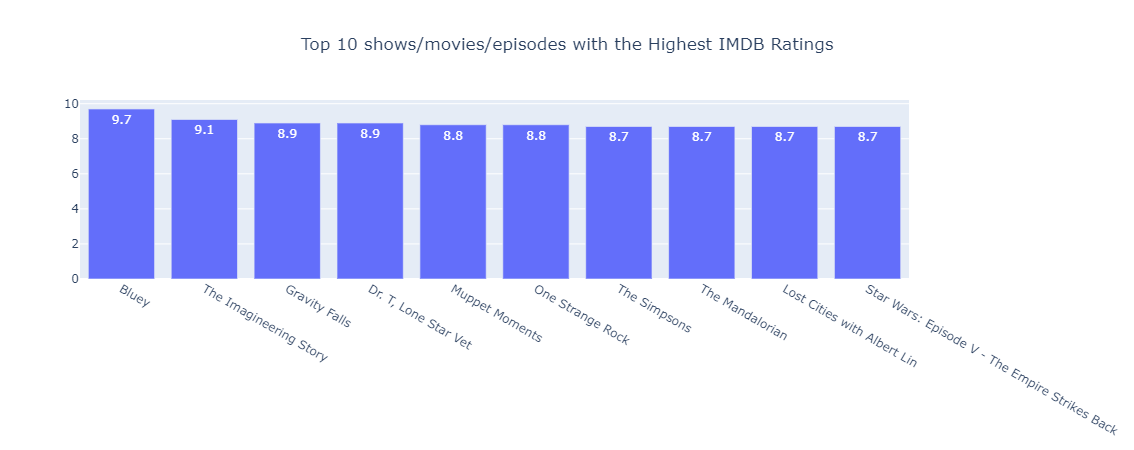 Top 10 shows/movies/episodes with the Highest IMDB Ratings
10
8
6
4
2
0
9.7
9.1
8.9
8.9
8.8
8.8
8.7
8.7
8.7
8.7
Bluey
The Imagineering Story
Gravity Falls
Dr. T, Lone Star Vet
Muppet Moments
One Strange Rock
The Simpsons
The Mandalorian
Lost Cities with Albert Lin
Star Wars: Episode V - The Empire Strikes Back